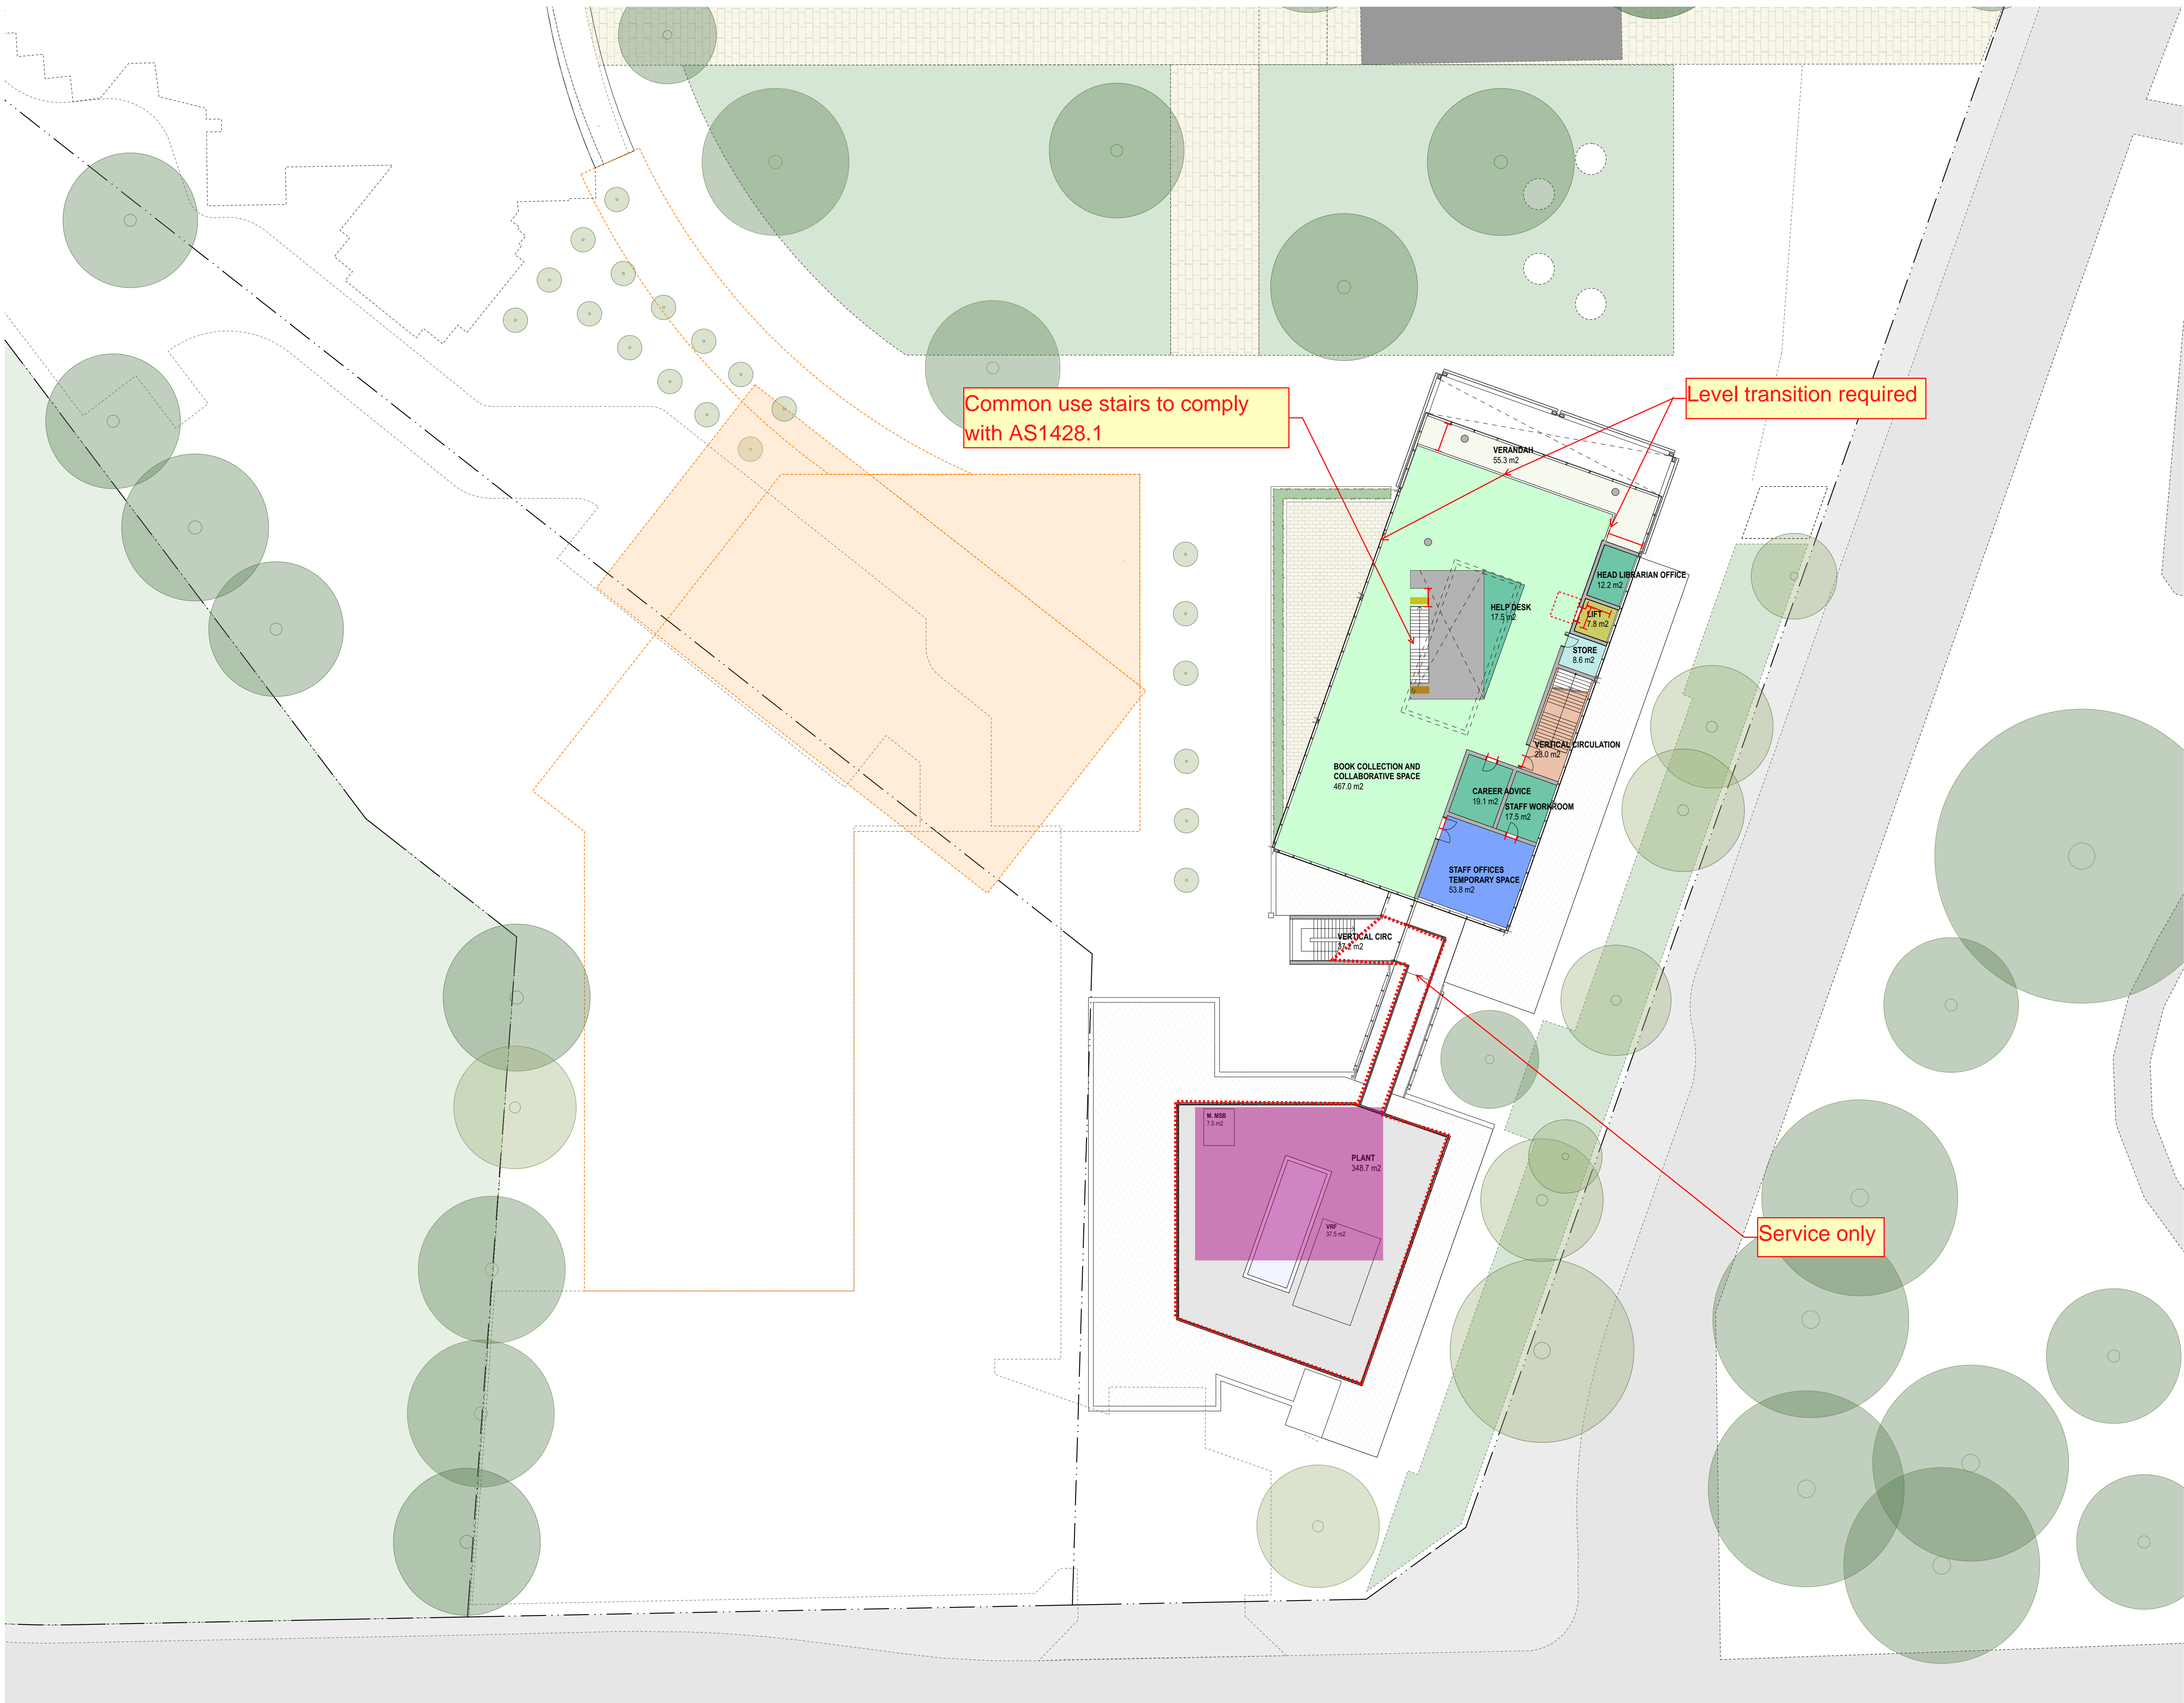 Common use stairs to comply
with AS1428.1
Level transition required
VERANDAH
55.3 m2
HEAD LIBRARIAN OFFICE
12.2 m2
HELP DESK
17.5 m2
LIFT
7.8 m2
STORE
8.6 m2
VERTICAL CIRCULATION
28.0 m2
BOOK COLLECTION AND
COLLABORATIVE SPACE
467.0 m2
CAREER ADVICE
19.1 m2
STAFF WORKROOM
17.5 m2
STAFF OFFICES
TEMPORARY SPACE
53.8 m2
VERTICAL CIRC
37.2 m2
M. MSB
7.5 m2
PLANT
348.7 m2
VRF
37.5 m2
Service only